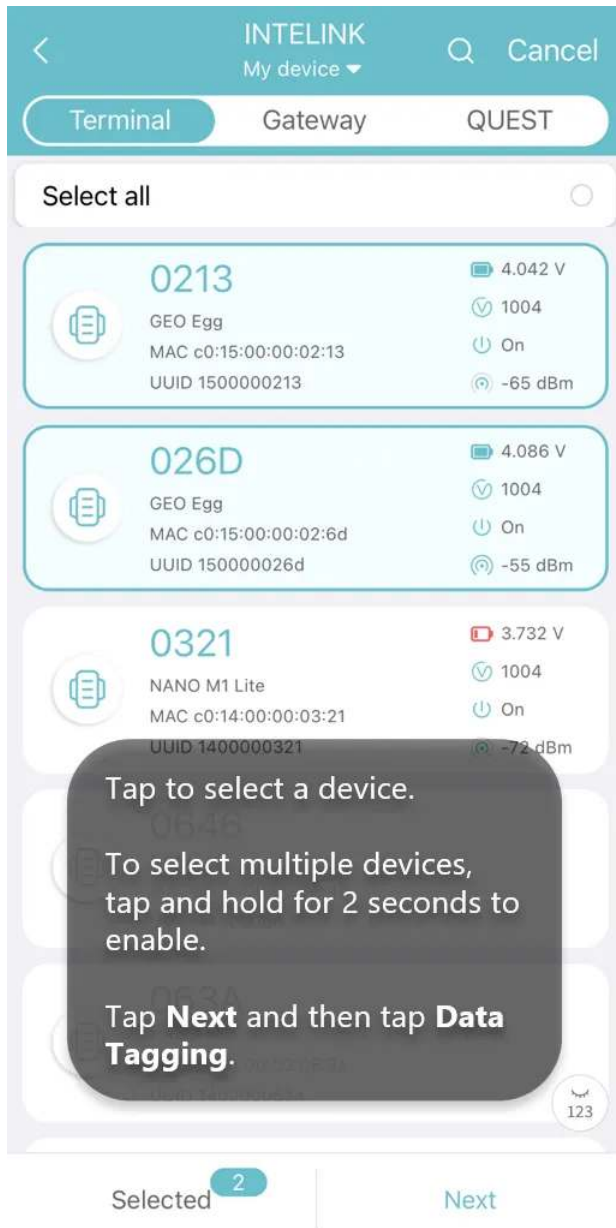 INTELINK
Cancel
My device
Terminal
Gateway
QUEST
Select all
0213
4.042 V
GEO Egg
1004
MAC c0:15:00:00:02:13
On
UUID 1500000213
-65 dBm
026D
4.086 V
GEO Egg
1004
MAC c0:15:00:00:02:6d
On
UUID 150000026d
-55 dBm
0321
3.732 V
NANO M1 Lite
1004
MAC c0:14:00:00:03:21
On
UUID 1400000321
-72 dBm
Tap to select a device.
0646
To select multiple devices,
tap and hold for 2 seconds to
enable.
063A
Tap Next and then tap Data
Tagging.
123
Selected 2
Next